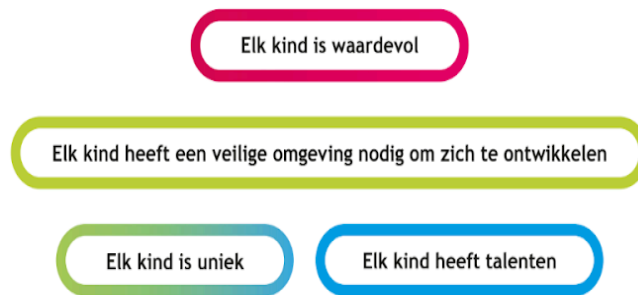 Elk kind is waardevol
Elk kind heeft een veilige omgeving nodig om zich te ontwikkelen
Elk kind is uniek
Elk kind heeft talenten